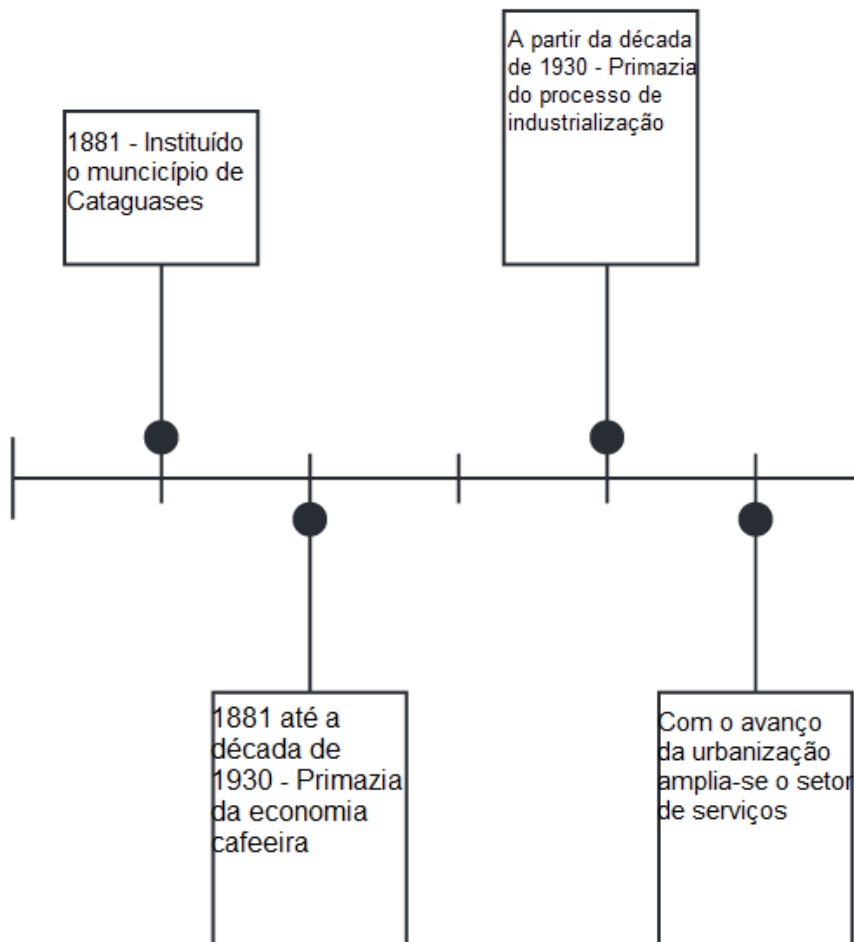 1881 - Instituído
o muncicípio de
Cataguases
1881 até a
década de
1930 - Primazia
da economia
cafeeira
A partir da década
de 1930 - Primazia
do processo de
industrialização
Com o avanço
da urbanização
amplia-se o setor
de serviços